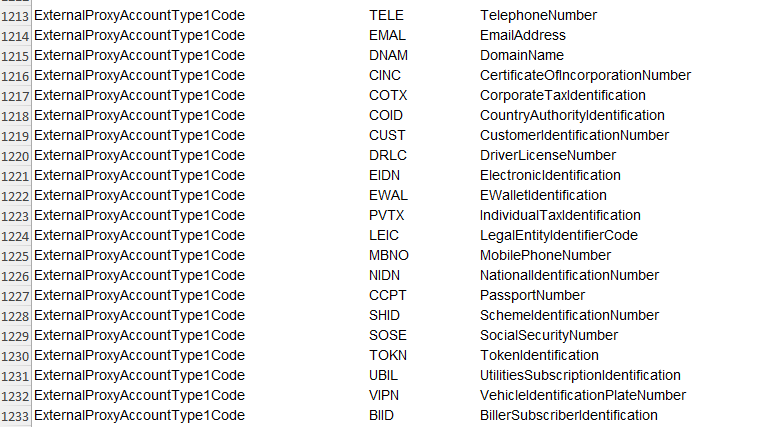 1213 ExternalProxyAccountType1Code TELE TelephoneNumber
1214 ExternalProxyAccountType1Code EMAL EmailAddress
1215 ExternalProxyAccountType1Code DNAM DomainName
1216 ExternalProxyAccountType1Code CINC CertificateOfIncorporationNumber
1217 ExternalProxyAccountType1Code COTX CorporateTaxIdentification
1218 ExternalProxyAccountType1Code COID CountryAuthorityIdentification
1219 ExternalProxyAccountType1Code CUST CustomerIdentificationNumber
1220 ExternalProxyAccountType1Code DRLC DriverLicenseNumber
1221 ExternalProxyAccountType1Code EIDN ElectronicIdentification
1222 ExternalProxyAccountType1Code EWAL EWalletIdentification
1223 ExternalProxyAccountType1Code PVTX IndividualTaxIdentification
1224 ExternalProxyAccountType1Code LEIC LegalEntityIdentifierCode
1225 ExternalProxyAccountType1Code MBNO MobilePhoneNumber
1226 ExternalProxyAccountType1Code NIDN NationalIdentificationNumber
1227 ExternalProxyAccountType1Code CCPT PassportNumber
1228 ExternalProxyAccountType1Code SHID SchemeIdentificationNumber
1229 ExternalProxyAccountType1Code SOSE SocialSecurityNumber
1230 ExternalProxyAccountType1Code TOKN TokenIdentification
1231 ExternalProxyAccountType1Code UBIL UtilitiesSubscriptionIdentification
1232 ExternalProxyAccountType1Code VIPN VehicleIdentificationPlateNumber
1233 ExternalProxyAccountType1Code BIID BillerSubscriberIdentification